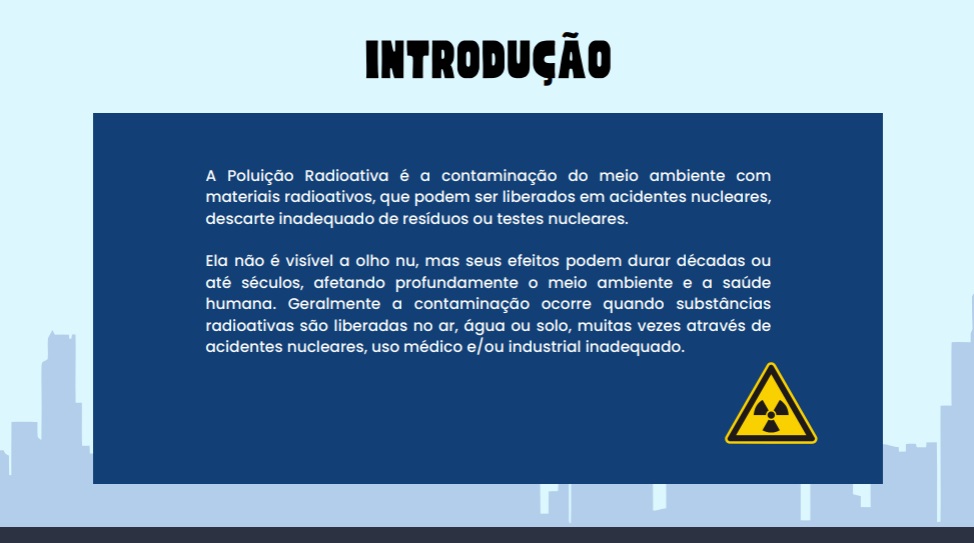 INTRODUÇÃO
A Poluição Radioativa é a contaminação do meio ambiente com
materiais radioativos, que podem ser liberados em acidentes nucleares,
descarte inadequado de resíduos ou testes nucleares.
Ela não é visível a olho nu, mas seus efeitos podem durar décadas ou
até séculos, afetando profundamente o meio ambiente e a saúde
humana. Geralmente a contaminação ocorre quando substâncias
radioativas são liberadas no ar, água ou solo, muitas vezes através de
acidentes nucleares, uso médico e/ou industrial inadequado.